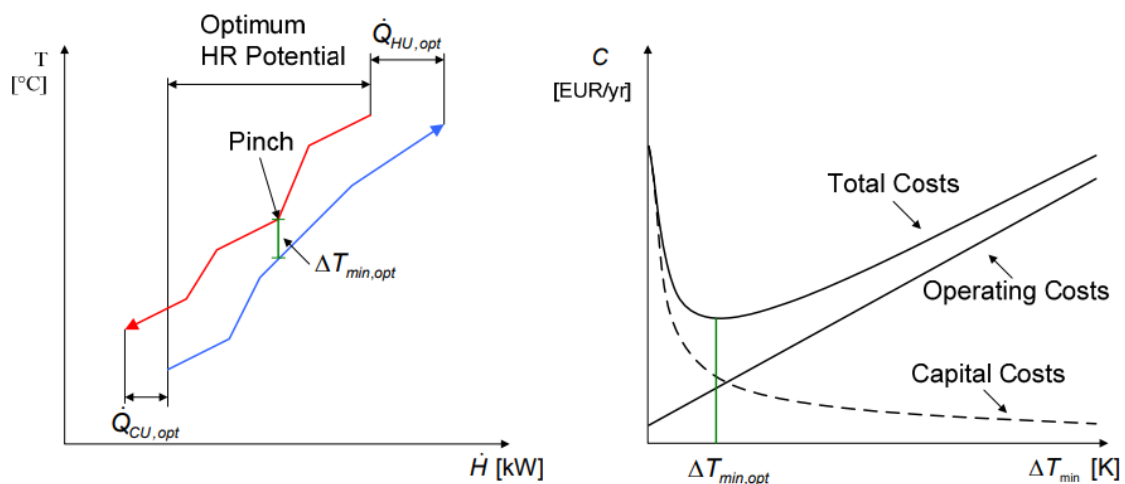 Optimum
HR Potential
Q̇HU,opt
T
[°C]
Pinch
ΔTmin,opt
Q̇CU,opt
Ḣ [kW]
C
[EUR/yr]
Total Costs
Operating Costs
Capital Costs
ΔTmin,opt
ΔTmin [K]